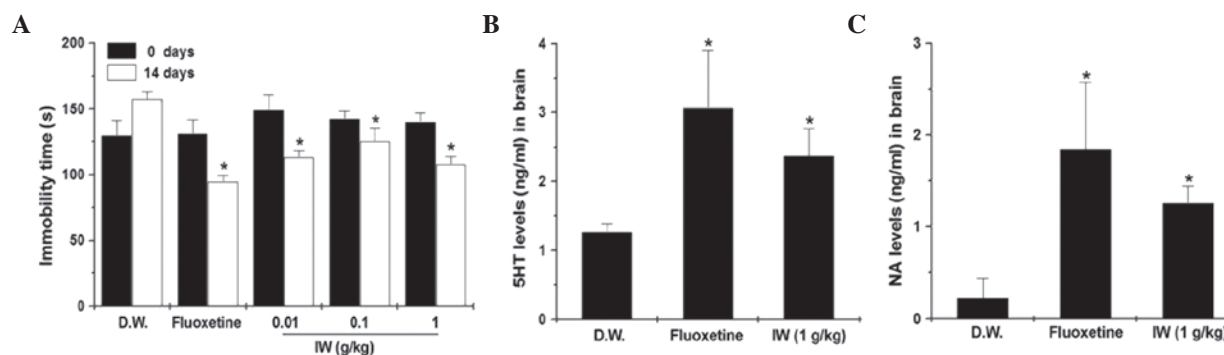 A
Immobility time (s)
200
150
100
50
0
0 days
14 days
*
*
*
*
D.W.
Fluoxetine
0.01
0.1
1
IW (g/kg)
B
5HT levels (ng/ml) in brain
4
3
2
1
0
*
*
D.W.
Fluoxetine
IW (1 g/kg)
C
NA levels (ng/ml) in brain
3
2
1
0
*
*
D.W.
Fluoxetine
IW (1 g/kg)